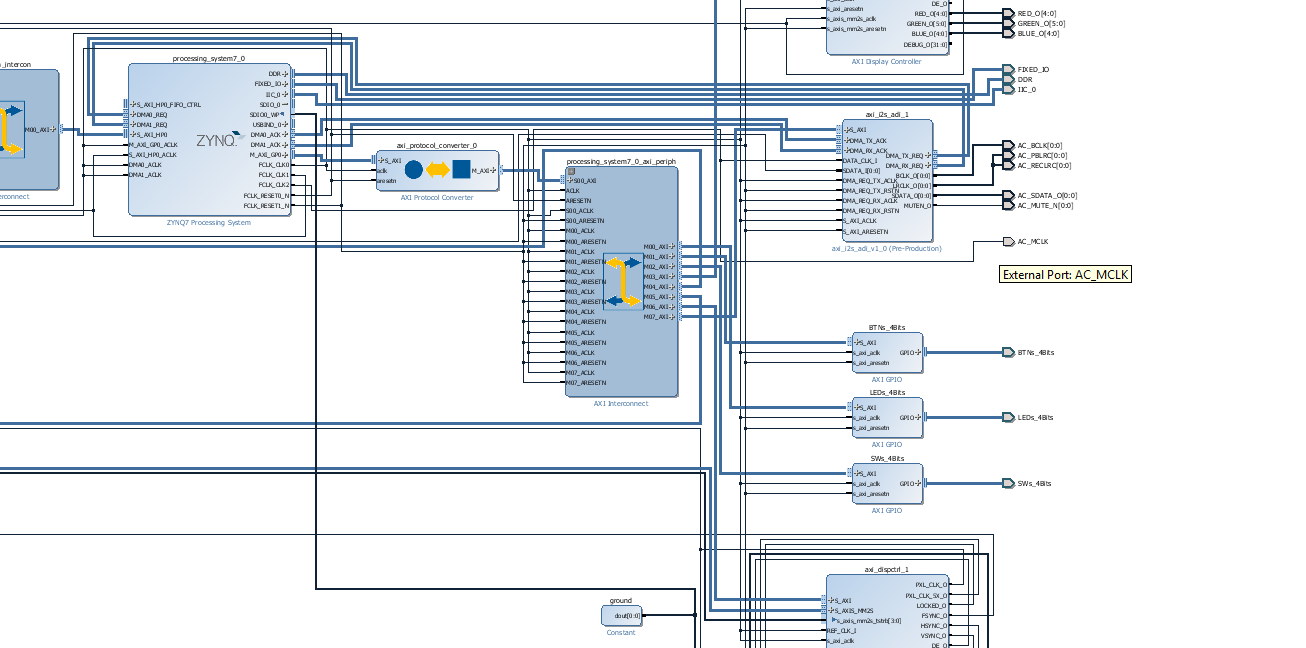 s_axi_aresetn
s_axis_mm2s_aclk
s_axis_mm2s_aresetn
DE_O
RED_O[4:0]
GREEN_O[5:0]
BLUE_O[4:0]
DEBUG_O[31:0]
AXI Display Controller
RED_O[4:0]
GREEN_O[5:0]
BLUE_O[4:0]
FIXED_IO
DDR
IIC_0
_intercon
M00_AXI
processing_system7_0
S_AXI_HP0_FIFO_CTRL
DMA0_REQ
DMA1_REQ
S_AXI_HP0
M_AXI_GP0_ACLK
S_AXI_HP0_ACLK
DMA0_ACLK
DMA1_ACLK
ZYNQ
DDR
FIXED_IO
IIC_0
SDIO_0
SDIO0_WP
USBIND_0
DMA0_ACK
DMA1_ACK
M_AXI_GP0
FCLK_CLK0
FCLK_CLK1
FCLK_CLK2
FCLK_RESET0_N
FCLK_RESET1_N
ZYNQ7 Processing System
axi_protocol_converter_0
S_AXI
aclk
aresetn
M_AXI
AXI Protocol Converter
processing_system7_0_axi_periph
S00_AXI
ACLK
ARESETN
S00_ACLK
S00_ARESETN
M00_ACLK
M00_ARESETN
M01_ACLK
M01_ARESETN
M02_ACLK
M02_ARESETN
M03_ACLK
M03_ARESETN
M04_ACLK
M04_ARESETN
M05_ACLK
M05_ARESETN
M06_ACLK
M06_ARESETN
M07_ACLK
M07_ARESETN
M00_AXI
M01_AXI
M02_AXI
M03_AXI
M04_AXI
M05_AXI
M06_AXI
M07_AXI
AXI Interconnect
axi_i2s_adi_1
S_AXI
DMA_TX_ACK
DMA_RX_ACK
DATA_CLK_I
SDATA_I[0:0]
DMA_REQ_TX_ACLK
DMA_REQ_TX_RSTN
DMA_REQ_RX_ACLK
DMA_REQ_RX_RSTN
S_AXI_ACLK
S_AXI_ARESETN
DMA_TX_REQ
DMA_RX_REQ
BCLK_O[0:0]
LRCLK_O[0:0]
SDATA_O[0:0]
MUTEN_O
axi_i2s_adi_v1_0 (Pre-Production)
AC_BCLK[0:0]
AC_PBLRC[0:0]
AC_RECLRC[0:0]
AC_SDATA_O[0:0]
AC_MUTE_N[0:0]
AC_MCLK
External Port: AC_MCLK
BTNs_4Bits
S_AXI
s_axi_aclk
s_axi_aresetn
GPIO
AXI GPIO
BTNs_4Bits
LEDs_4Bits
S_AXI
s_axi_aclk
s_axi_aresetn
GPIO
AXI GPIO
LEDs_4Bits
SWs_4Bits
S_AXI
s_axi_aclk
s_axi_aresetn
GPIO
AXI GPIO
SWs_4Bits
ground
dout[0:0]
Constant
axi_dispctrl_1
S_AXI
S_AXIS_MM2S
s_axis_mm2s_tstrb[3:0]
REF_CLK_I
s_axi_aclk
PXL_CLK_O
PXL_CLK_5X_O
LOCKED_O
FSYNC_O
HSYNC_O
VSYNC_O
DE_O